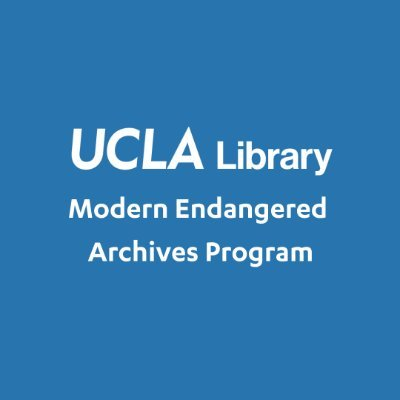 UCLA Library
Modern Endangered
Archives Program